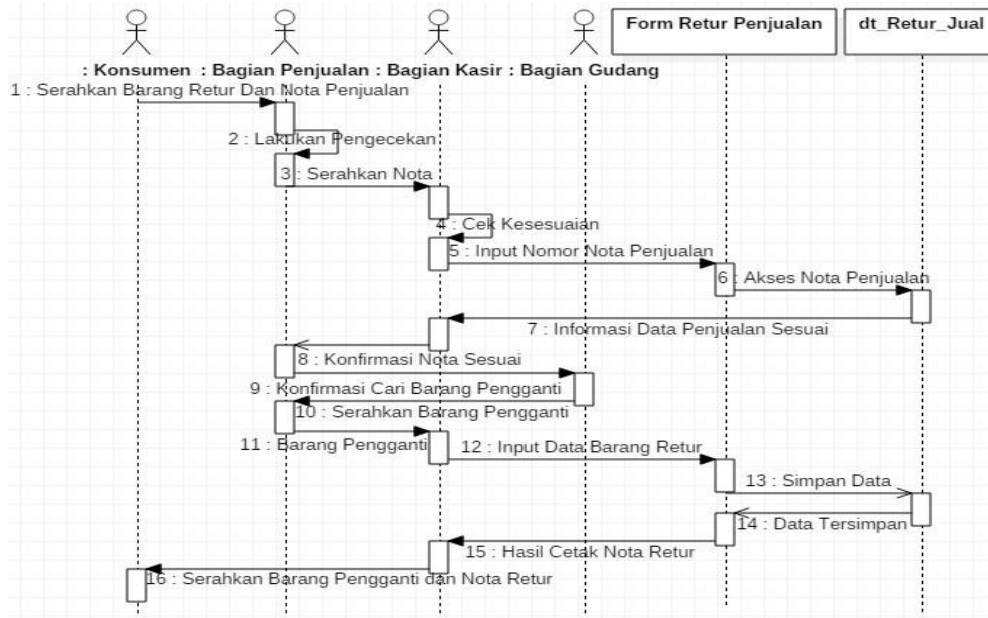 Form Retur Penjualan
dt_Retur_Jual
: Konsumen : Bagian Penjualan : Bagian Kasir : Bagian Gudang
1 : Serahkan Barang Retur Dan Nota Penjualan
2 : Lakukan Pengecekan
3 : Serahkan Nota
4 : Cek Kesesuaian
5 : Input Nomor Nota Penjualan
6 : Akses Nota Penjualan
7 : Informasi Data Penjualan Sesuai
8 : Konfirmasi Nota Sesuai
9 : Konfirmasi Cari Barang Pengganti
10 : Serahkan Barang Pengganti
11 : Barang Pengganti
12 : Input Data Barang Retur
13 : Simpan Data
14 : Data Tersimpan
15 : Hasil Cetak Nota Retur
16 : Serahkan Barang Pengganti dan Nota Retur